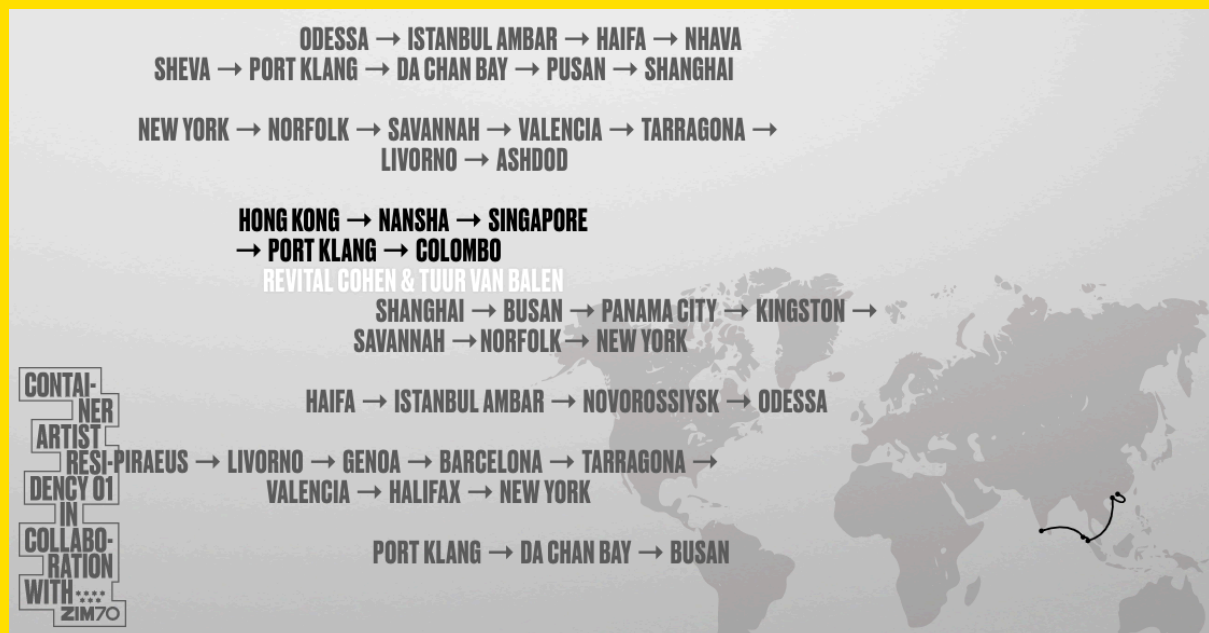 ODESSA → ISTANBUL AMBAR → HAIFA → NHAVA
SHEVA → PORT KLANG → DA CHAN BAY → PUSAN → SHANGHAI
NEW YORK → NORFOLK → SAVANNAH → VALENCIA → TARRAGONA →
LIVORNO → ASHDOD
HONG KONG → NANSHA → SINGAPORE
→ PORT KLANG → COLOMBO
REVITAL COHEN & TUUR VAN BALEN
SHANGHAI → BUSAN → PANAMA CITY → KINGSTON →
SAVANNAH → NORFOLK → NEW YORK
HAIFA → ISTANBUL AMBAR → NOVOROSSIYSK → ODESSA
PIRAEUS → LIVORNO → GENOA → BARCELONA → TARRAGONA →
VALENCIA → HALIFAX → NEW YORK
PORT KLANG → DA CHAN BAY → BUSAN
CONTAI-
NER
ARTIST
RESI-
DENCY 01
IN
COLLABO-
RATION
WITH
ZIM70